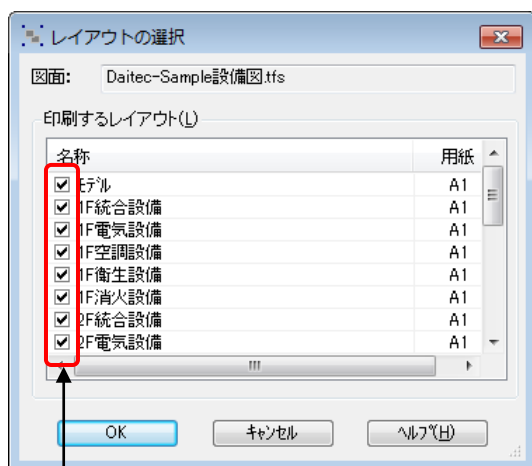 レイアウトの選択
図面: Daitec-Sample設備図.tfs
印刷するレイアウト(L)
名称 用紙
モデル A1
1F統合設備 A1
1F電気設備 A1
1F空調設備 A1
1F衛生設備 A1
1F消火設備 A1
2F統合設備 A1
2F電気設備 A1
OK キャンセル ヘルプ(H)